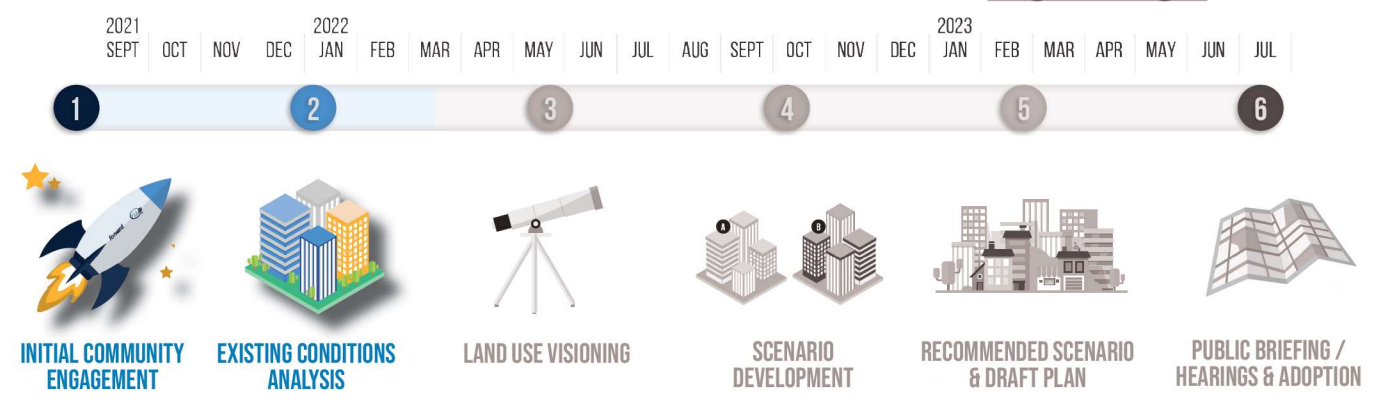 2021 2022 2023
SEPT OCT NOV DEC JAN FEB MAR APR MAY JUN JUL AUG SEPT OCT NOV DEC JAN FEB MAR APR MAY JUN JUL
1 2 3 4 5 6
A B
INITIAL COMMUNITY
ENGAGEMENT
EXISTING CONDITIONS
ANALYSIS
LAND USE VISIONING
SCENARIO
DEVELOPMENT
RECOMMENDED SCENARIO
& DRAFT PLAN
PUBLIC BRIEFING /
HEARINGS & ADOPTION